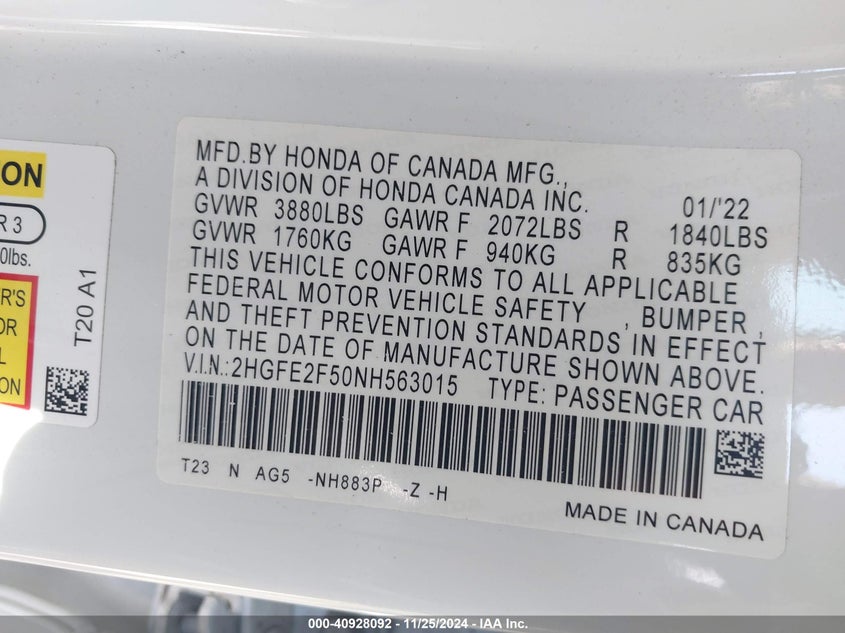 ON
R 3
0lbs.
R'S
OR
L
ION
T20 A1
MFD.BY HONDA OF CANADA MFG.,
A DIVISION OF HONDA CANADA INC.
01/'22
GVWR 3880LBS GAWR F 2072LBS R 1840LBS
GVWR 1760KG GAWR F 940KG R 835KG
THIS VEHICLE CONFORMS TO ALL APPLICABLE
FEDERAL MOTOR VEHICLE SAFETY , BUMPER ,
AND THEFT PREVENTION STANDARDS IN EFFECT
ON THE DATE OF MANUFACTURE SHOWN ABOVE.
V.I.N.:2HGFE2F50NH563015 TYPE: PASSENGER CAR
T23 N AG5 -NH883P -Z -H
MADE IN CANADA
000-40928092 - 11/25/2024 - IAA Inc.